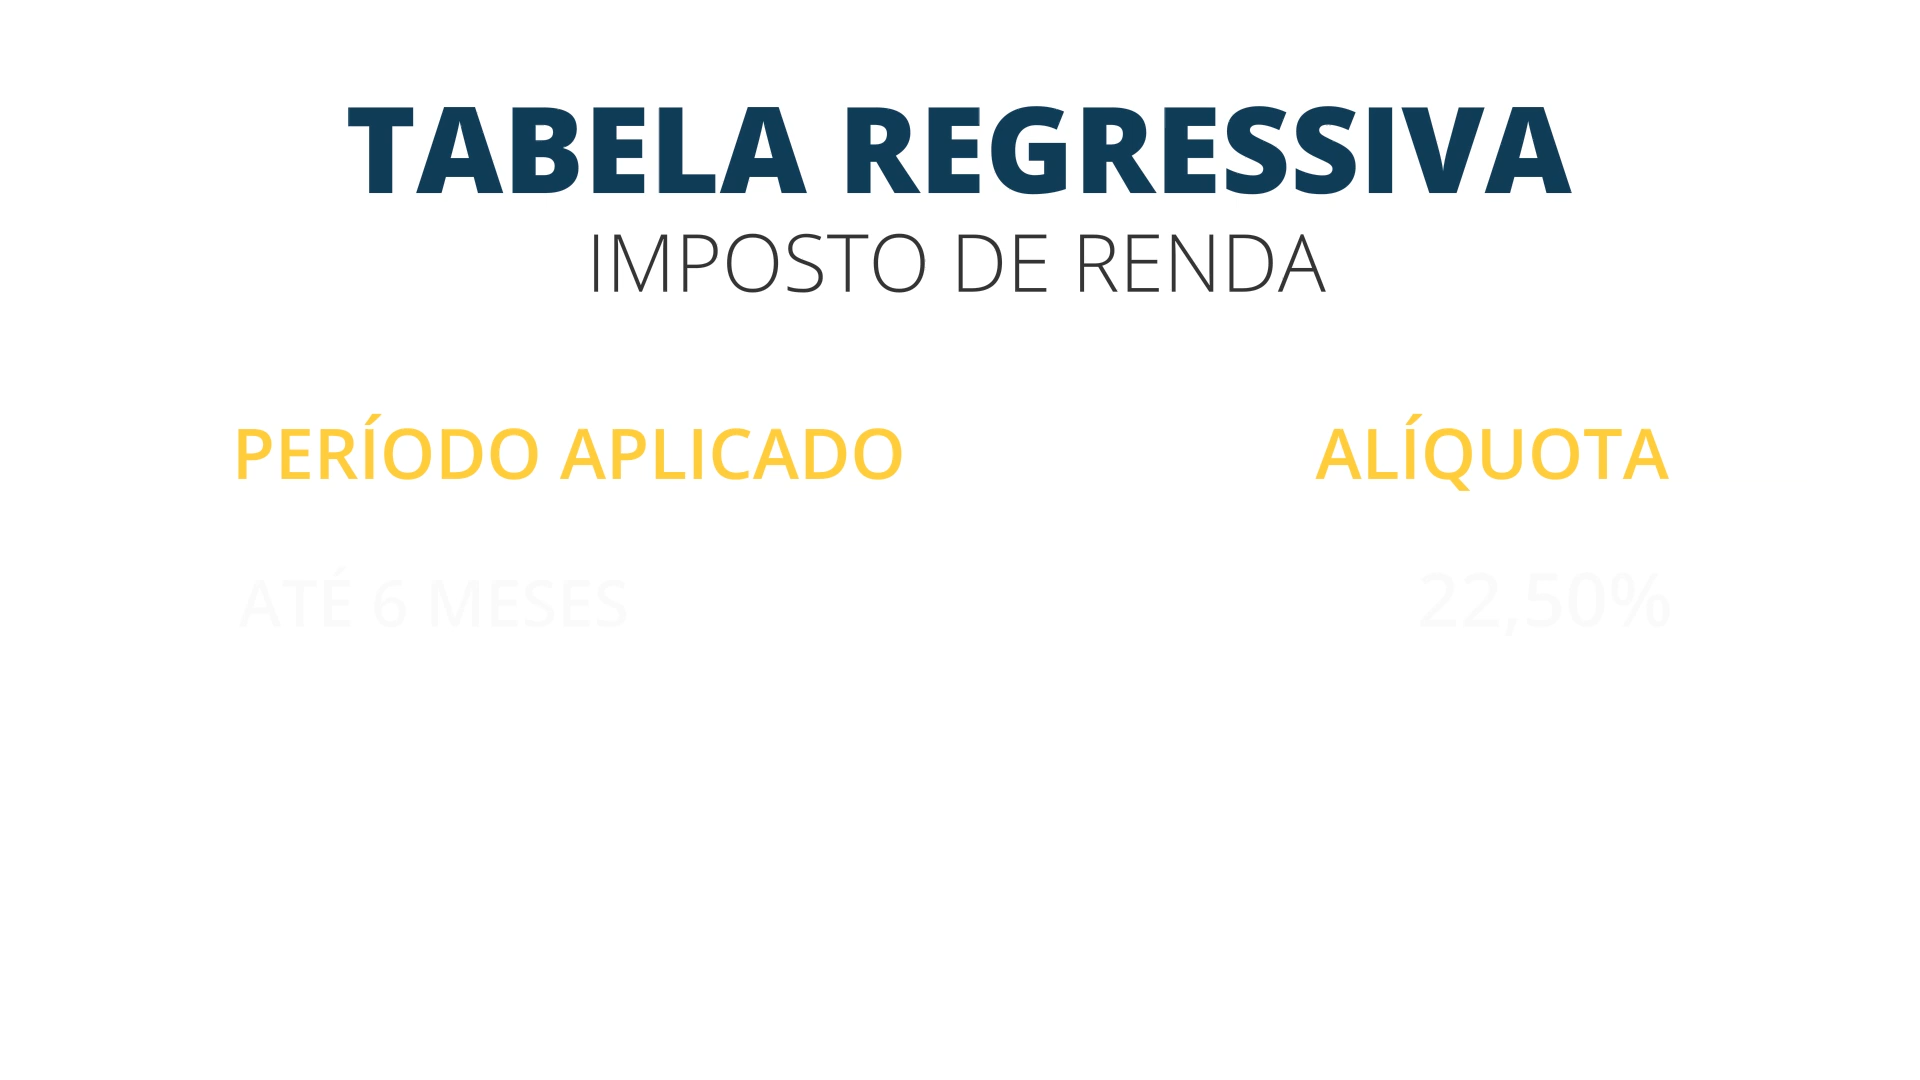 TABELA REGRESSIVA
IMPOSTO DE RENDA
PERÍODO APLICADO ALÍQUOTA
ATÉ 6 MESES 22,50%